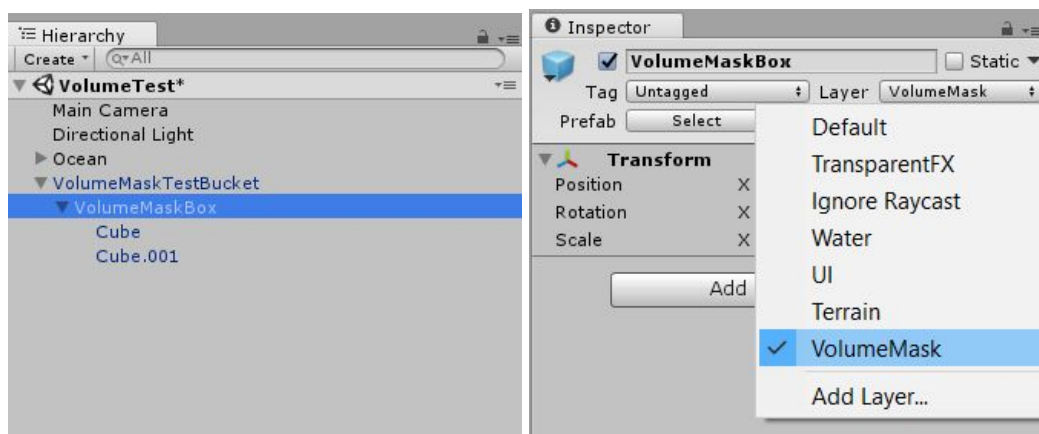 Hierarchy
Create
All
VolumeTest*
Main Camera
Directional Light
Ocean
VolumeMaskTestBucket
VolumeMaskBox
Cube
Cube.001
Inspector
VolumeMaskBox Static
Tag Untagged Layer VolumeMask
Prefab Select
Transform
Position X
Rotation X
Scale X
Add
Default
TransparentFX
Ignore Raycast
Water
UI
Terrain
VolumeMask
Add Layer...